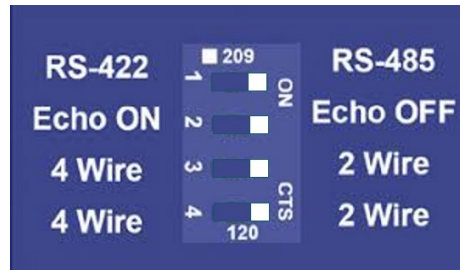 209
RS-422 1 ON RS-485
Echo ON 2 Echo OFF
4 Wire 3 2 Wire
4 Wire 4 CTS 2 Wire
120